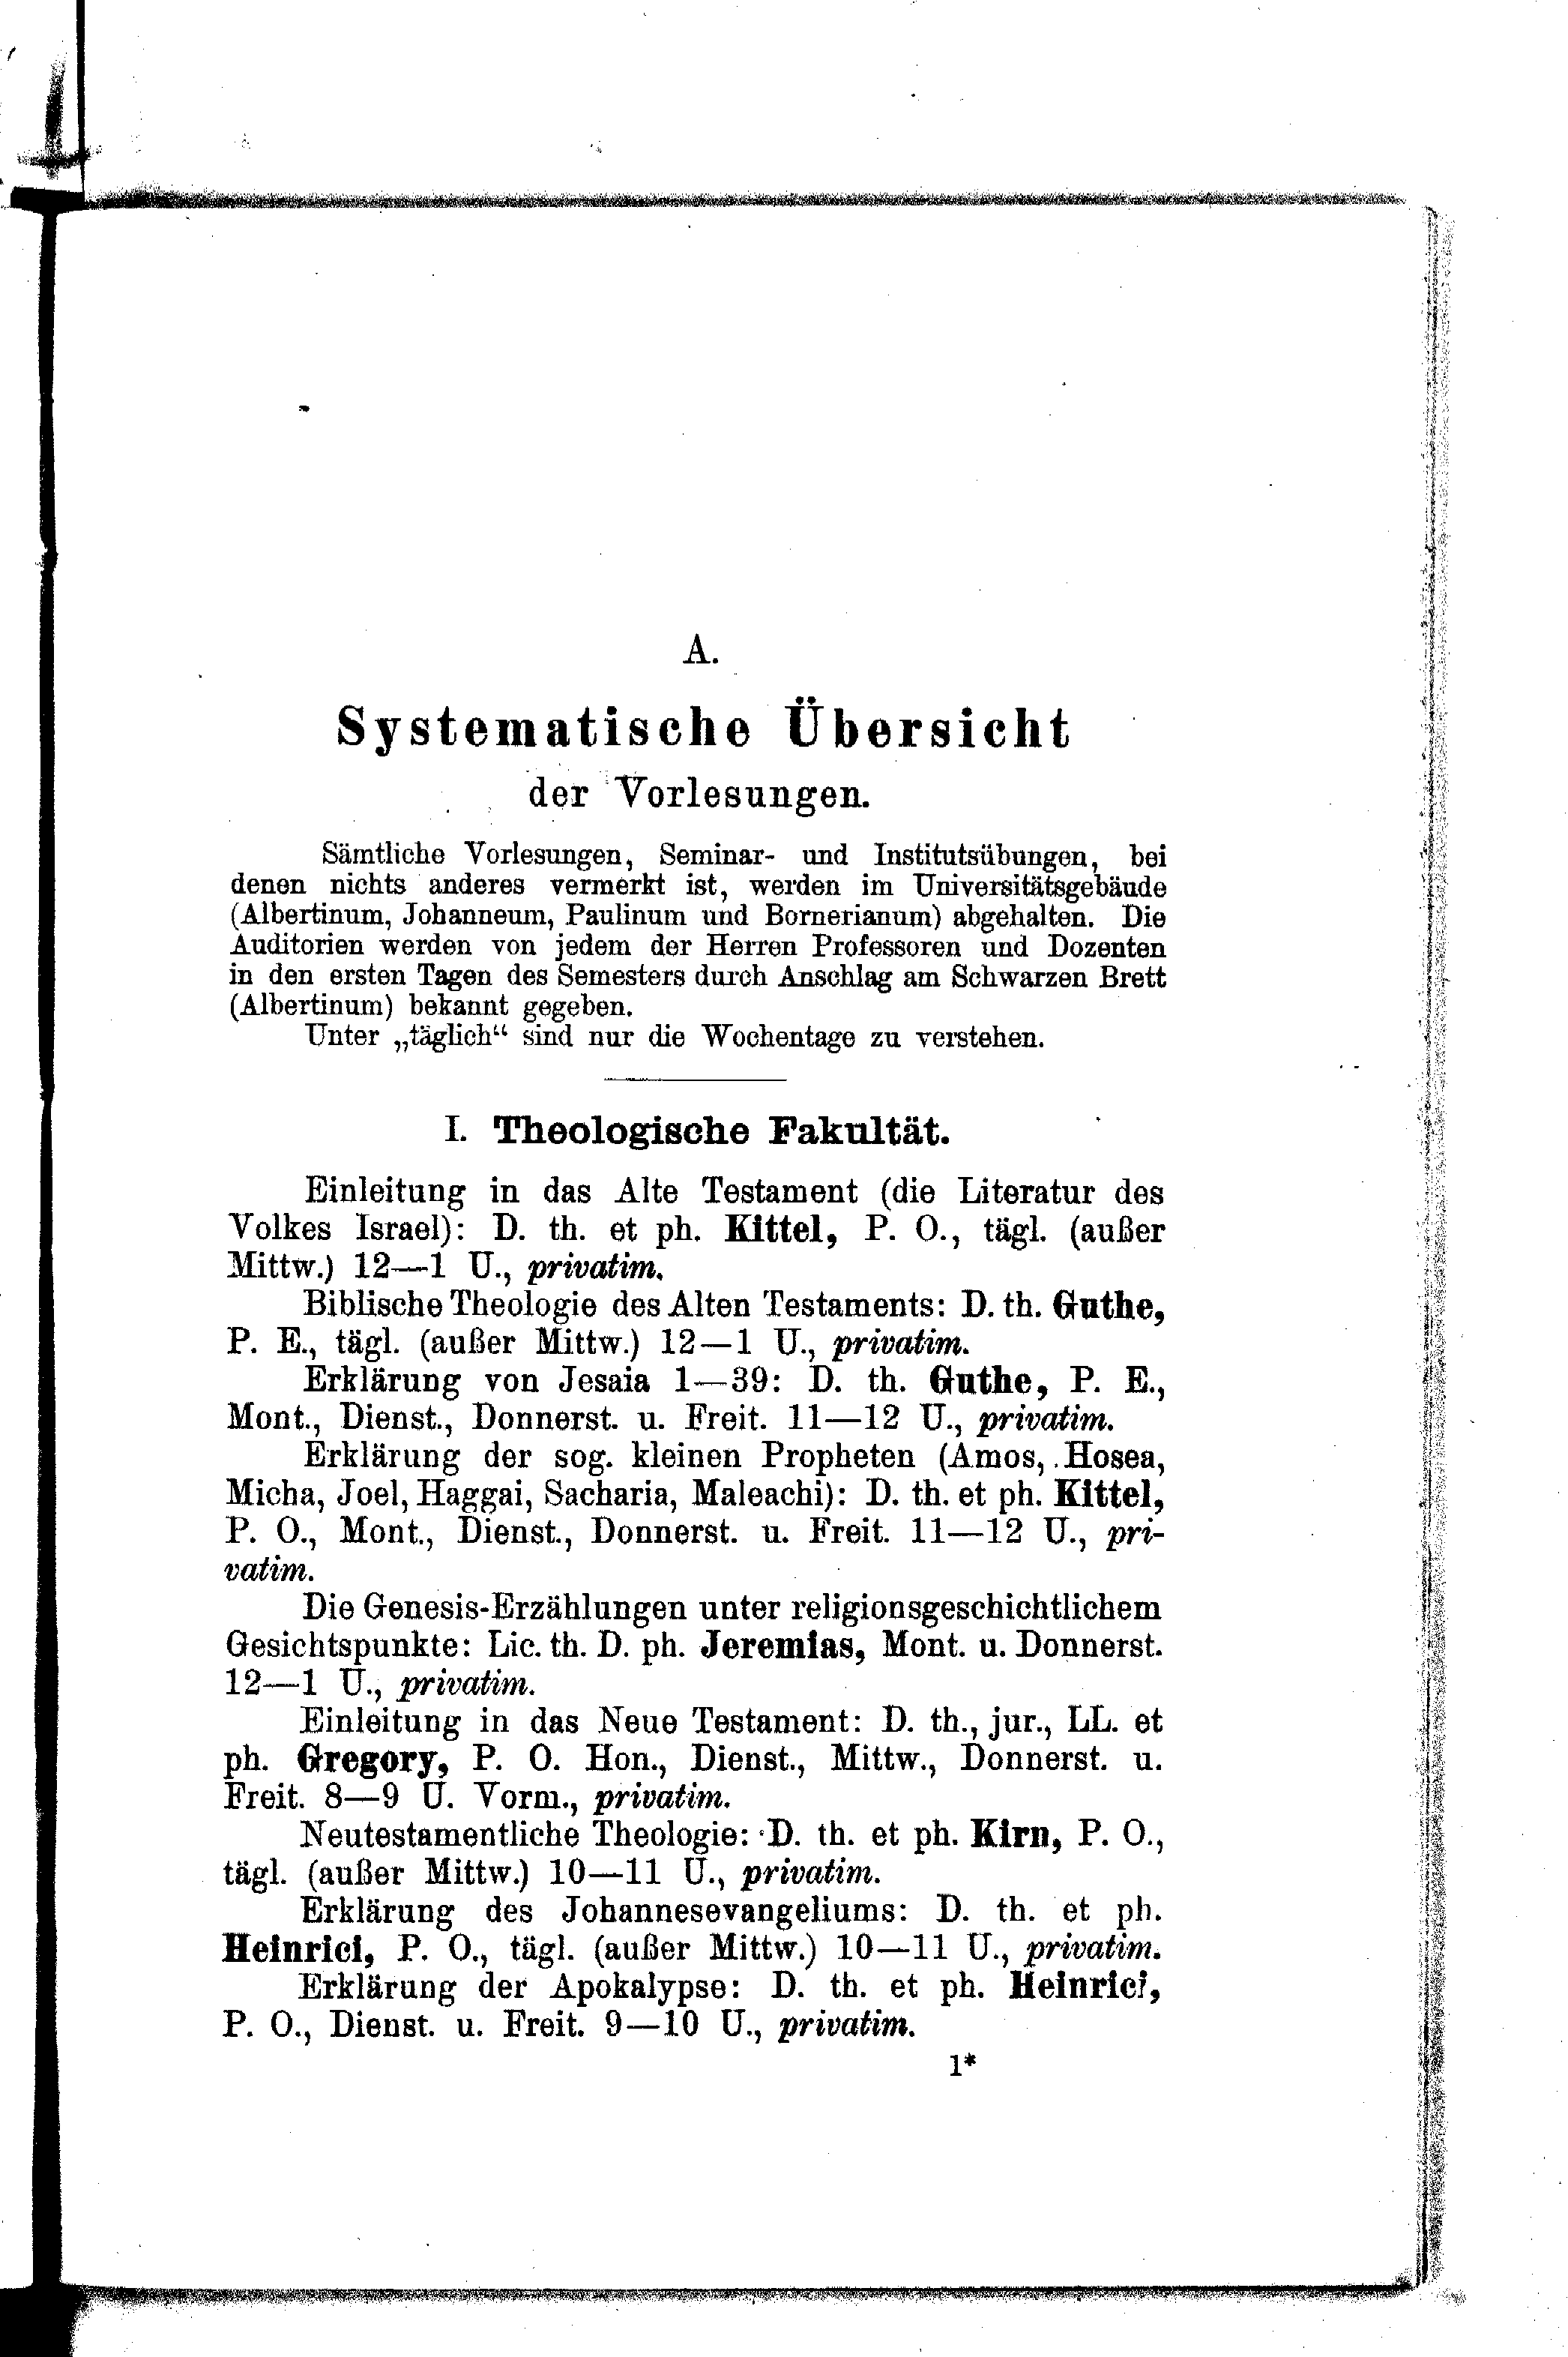 A.
Systematische Übersicht
der Vorlesungen.
Sämtliche Vorlesungen, Seminar- und Institutsübungen, bei
denen nichts anderes vermerkt ist, werden im Universitätsgebäude
(Albertinum, Johanneum, Paulinum und Bornerianum) abgehalten. Die
Auditorien werden von jedem der Herren Professoren und Dozenten
in den ersten Tagen des Semesters durch Anschlag am Schwarzen Brett
(Albertinum) bekannt gegeben.
Unter „täglich“ sind nur die Wochentage zu verstehen.
I. Theologische Fakultät.
Einleitung in das Alte Testament (die Literatur des
Volkes Israel): D. th. et ph. Kittel, P. O., tägl. (außer
Mittw.) 12—1 U., privatim.
Biblische Theologie des Alten Testaments: D. th. Guthe,
P. E., tägl. (außer Mittw.) 12—1 U., privatim.
Erklärung von Jesaia 1—39: D. th. Guthe, P. E.,
Mont., Dienst., Donnerst. u. Freit. 11—12 U., privatim.
Erklärung der sog. kleinen Propheten (Amos, Hosea,
Micha, Joel, Haggai, Sacharia, Maleachi): D. th. et ph. Kittel,
P. O., Mont., Dienst., Donnerst. u. Freit. 11—12 U., pri-
vatim.
Die Genesis-Erzählungen unter religionsgeschichtlichem
Gesichtspunkte: Lic. th. D. ph. Jeremias, Mont. u. Donnerst.
12—1 U., privatim.
Einleitung in das Neue Testament: D. th., jur., LL. et
ph. Gregory, P. O. Hon., Dienst., Mittw., Donnerst. u.
Freit. 8—9 U. Vorm., privatim.
Neutestamentliche Theologie: D. th. et ph. Kirn, P. O.,
tägl. (außer Mittw.) 10—11 U., privatim.
Erklärung des Johannesevangeliums: D. th. et ph.
Heinrici, P. O., tägl. (außer Mittw.) 10—11 U., privatim.
Erklärung der Apokalypse: D. th. et ph. Heinrici,
P. O., Dienst. u. Freit. 9—10 U., privatim.
1*